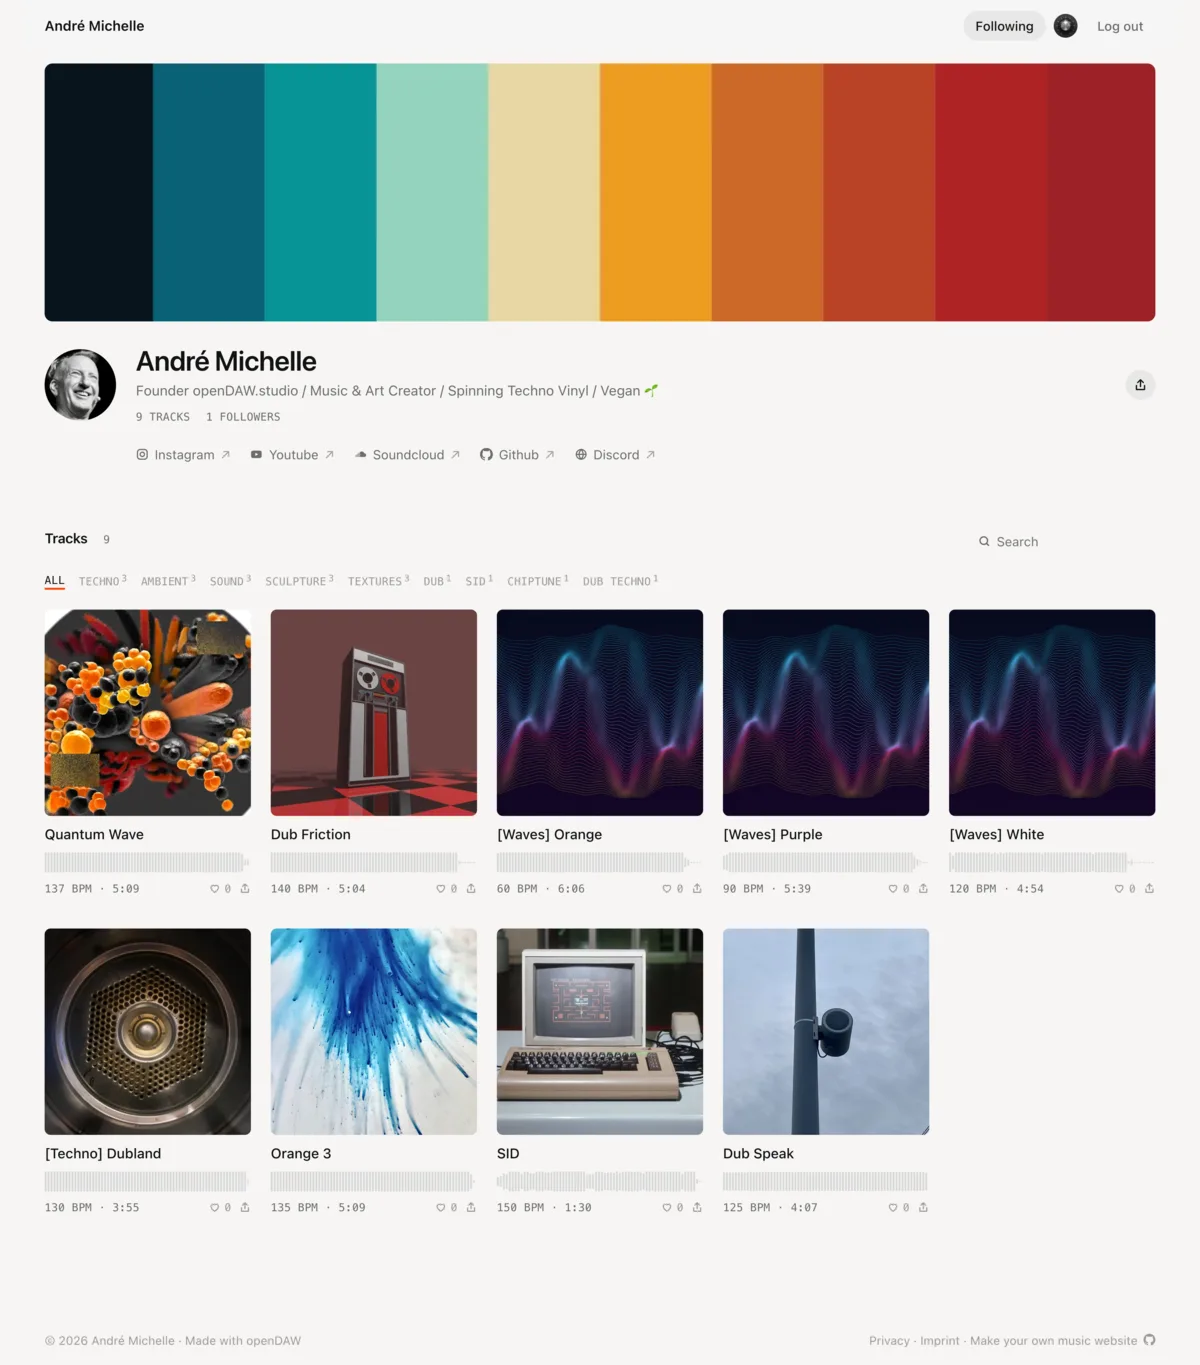 André Michelle
Following
Log out
André Michelle
Founder openDAW.studio / Music & Art Creator / Spinning Techno Vinyl / Vegan 🌱
9 TRACKS 1 FOLLOWERS
Instagram ↗ Youtube ↗ Soundcloud ↗ Github ↗ Discord ↗
Tracks 9
Search
ALL TECHNO 3 AMBIENT 3 SOUND 3 SCULPTURE 3 TEXTURES 3 DUB 1 SID 1 CHIPTUNE 1 DUB TECHNO 1
Quantum Wave
137 BPM · 5:09 0
Dub Friction
140 BPM · 5:04 0
[Waves] Orange
60 BPM · 6:06 0
[Waves] Purple
90 BPM · 5:39 0
[Waves] White
120 BPM · 4:54 0
[Techno] Dubland
130 BPM · 3:55 0
Orange 3
135 BPM · 5:09 0
SID
150 BPM · 1:30 0
Dub Speak
125 BPM · 4:07 0
© 2026 André Michelle · Made with openDAW
Privacy · Imprint · Make your own music website